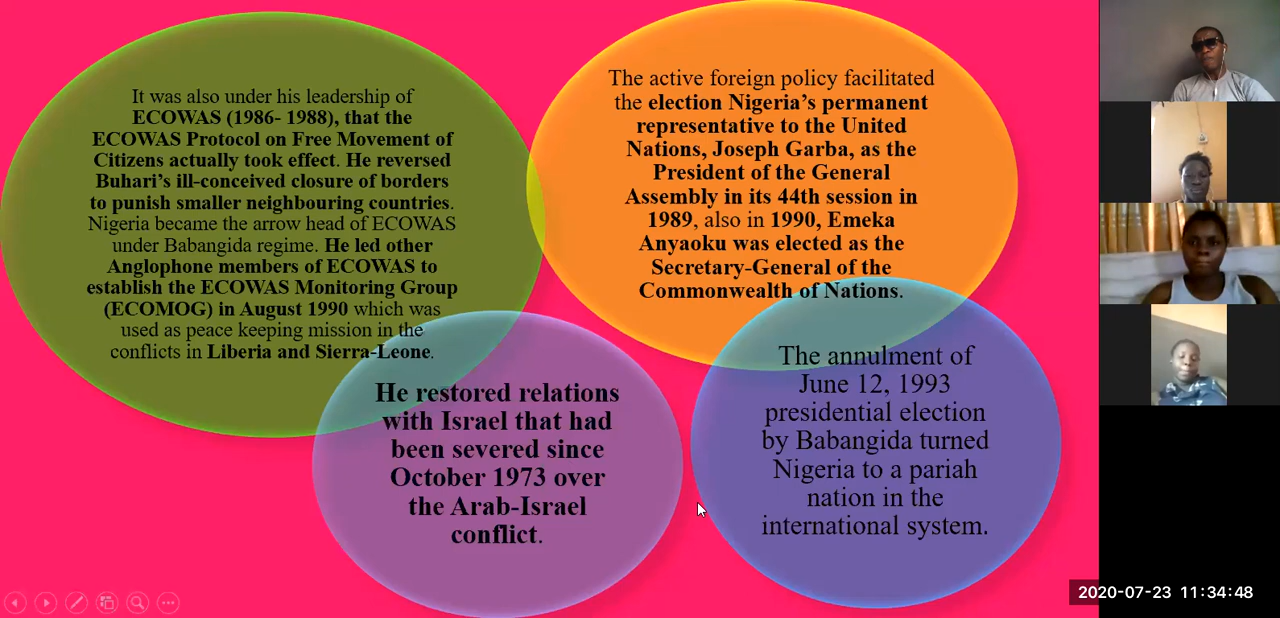 It was also under his leadership of
ECOWAS (1986- 1988), that the
ECOWAS Protocol on Free Movement of
Citizens actually took effect. He reversed
Buhari’s ill-conceived closure of borders
to punish smaller neighbouring countries.
Nigeria became the arrow head of ECOWAS
under Babangida regime. He led other
Anglophone members of ECOWAS to
establish the ECOWAS Monitoring Group
(ECOMOG) in August 1990 which was
used as peace keeping mission in the
conflicts in Liberia and Sierra-Leone.
The active foreign policy facilitated
the election Nigeria’s permanent
representative to the United
Nations, Joseph Garba, as the
President of the General
Assembly in its 44th session in
1989, also in 1990, Emeka
Anyaoku was elected as the
Secretary-General of the
Commonwealth of Nations.
He restored relations
with Israel that had
been severed since
October 1973 over
the Arab-Israel
conflict.
The annulment of
June 12, 1993
presidential election
by Babangida turned
Nigeria to a pariah
nation in the
international system.
2020-07-23 11:34:48